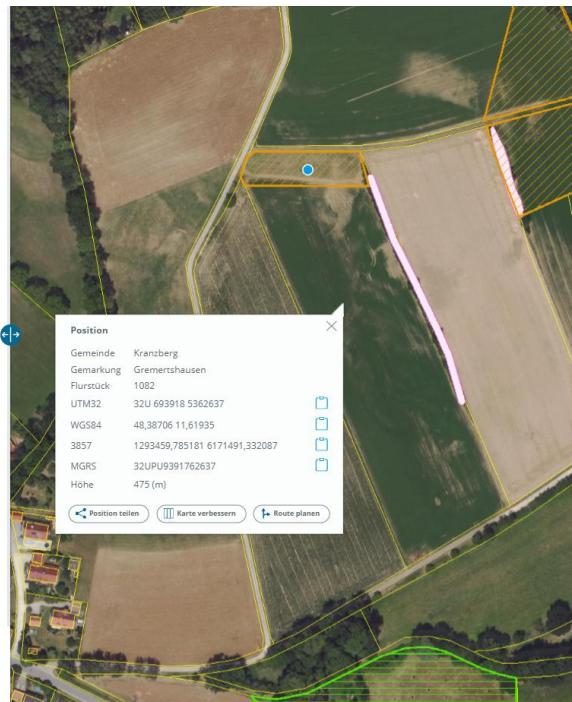 Position
Gemeinde Kranzberg
Gemarkung Gremertshausen
Flurstück 1082
UTM32 32U 693918 5362637
WGS84 48,38706 11,61935
3857 1293459,785181 6171491,332087
MGRS 32UPU9391762637
Höhe 475 (m)
Position teilen Karte verbessern Route planen